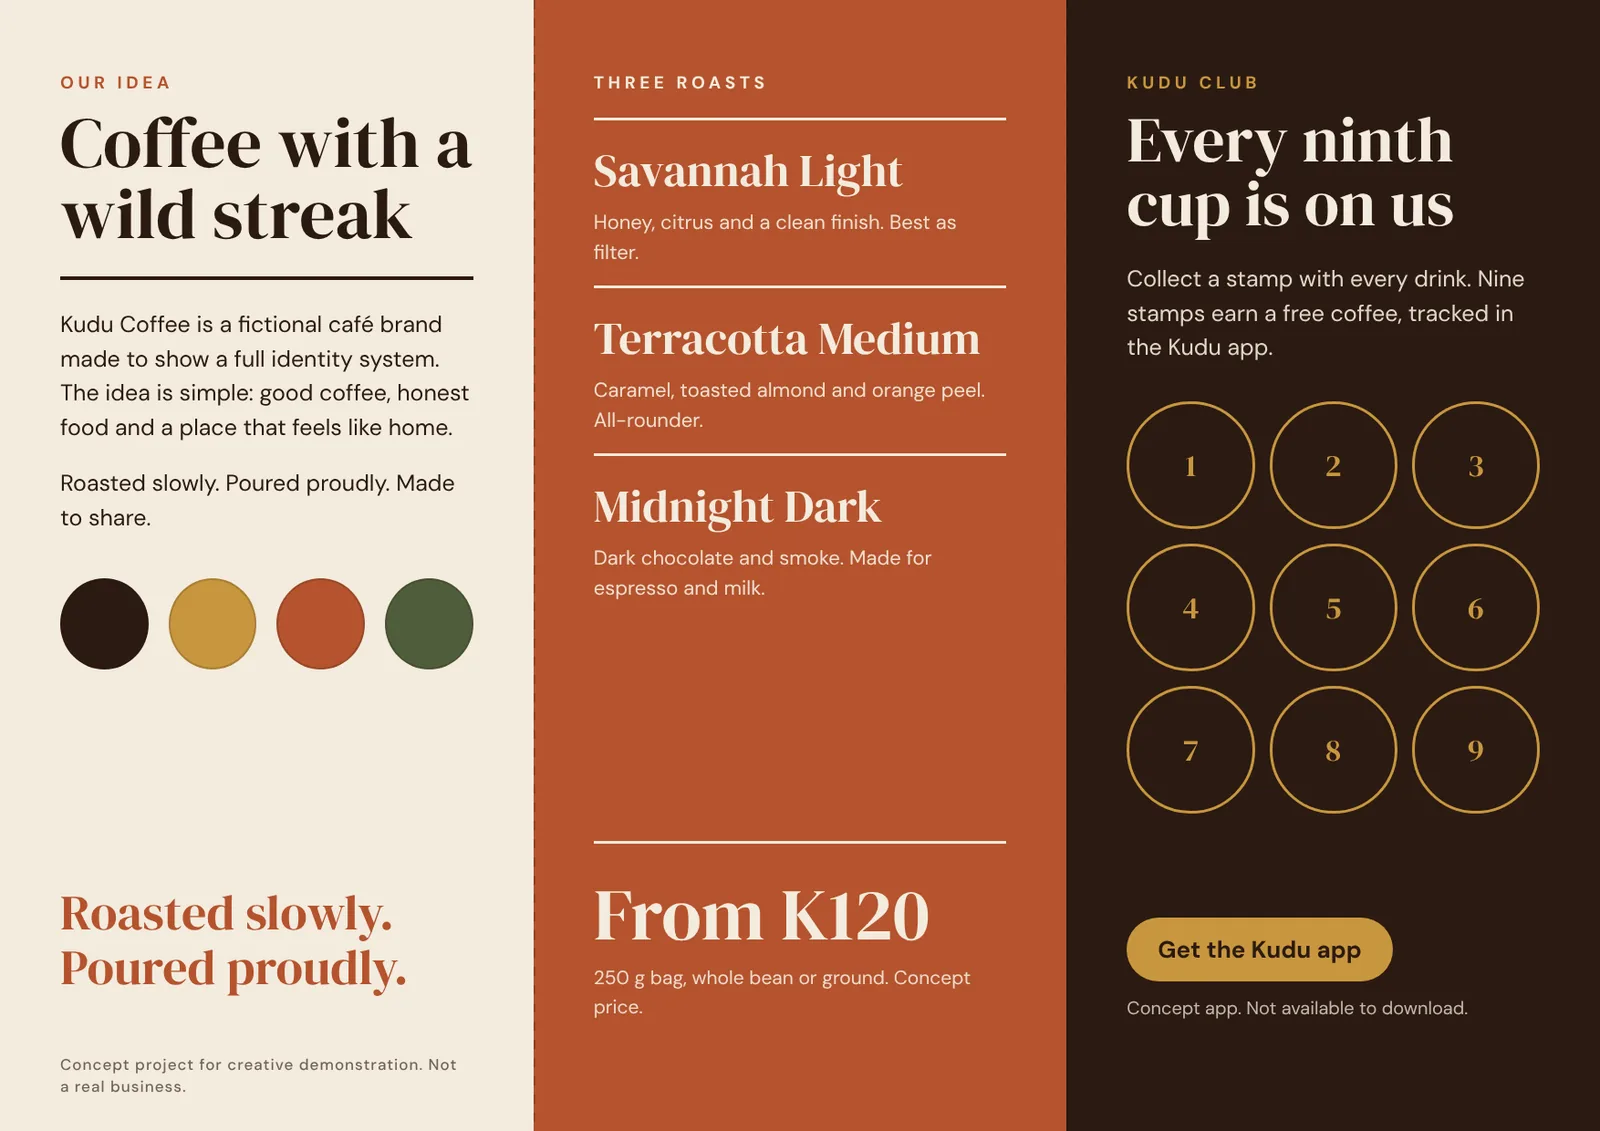 OUR IDEA
Coffee with a
wild streak
Kudu Coffee is a fictional café brand
made to show a full identity system.
The idea is simple: good coffee, honest
food and a place that feels like home.
Roasted slowly. Poured proudly. Made
to share.
Roasted slowly.
Poured proudly.
Concept project for creative demonstration. Not
a real business.
THREE ROASTS
Savannah Light
Honey, citrus and a clean finish. Best as
filter.
Terracotta Medium
Caramel, toasted almond and orange peel.
All-rounder.
Midnight Dark
Dark chocolate and smoke. Made for
espresso and milk.
From K120
250 g bag, whole bean or ground. Concept
price.
KUDU CLUB
Every ninth
cup is on us
Collect a stamp with every drink. Nine
stamps earn a free coffee, tracked in
the Kudu app.
1 2 3
4 5 6
7 8 9
Get the Kudu app
Concept app. Not available to download.